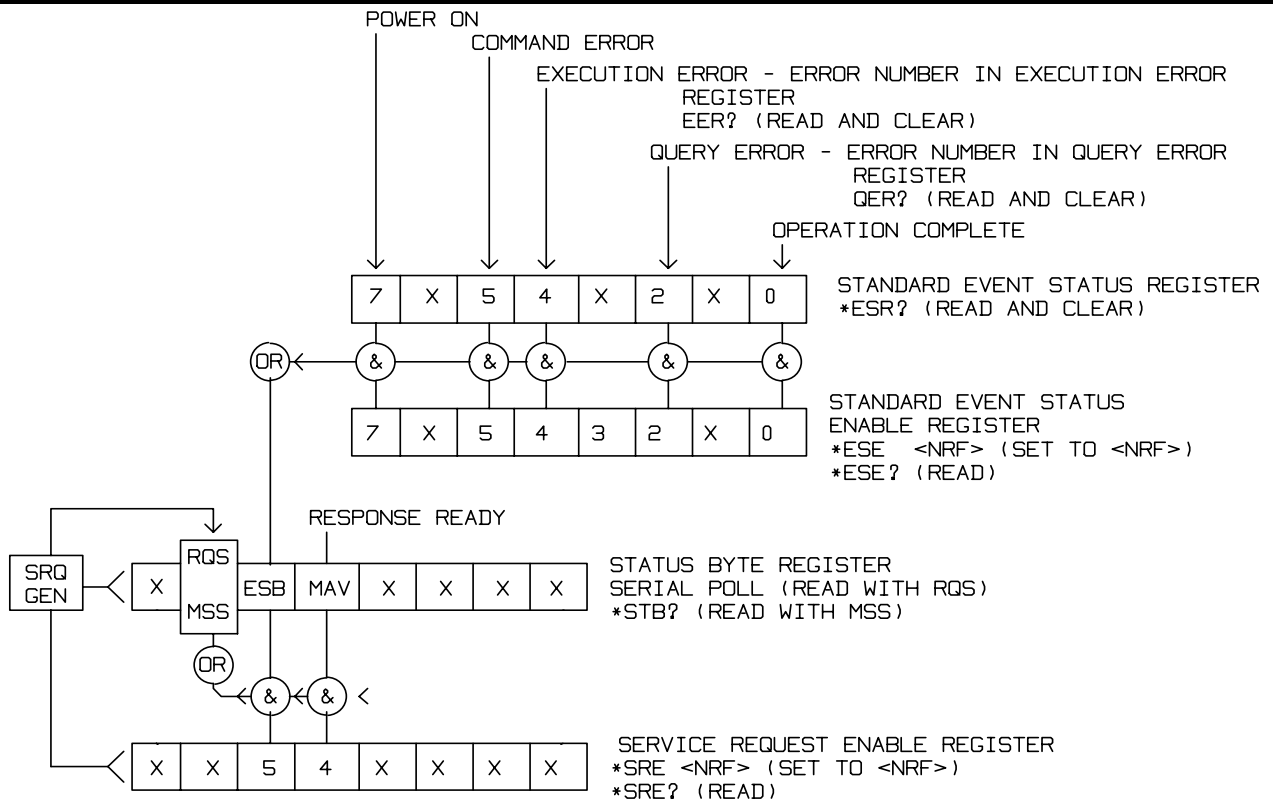 POWER ON
COMMAND ERROR
EXECUTION ERROR - ERROR NUMBER IN EXECUTION ERROR
REGISTER
EER? (READ AND CLEAR)
QUERY ERROR - ERROR NUMBER IN QUERY ERROR
REGISTER
QER? (READ AND CLEAR)
OPERATION COMPLETE
7 X 5 4 X 2 X 0
STANDARD EVENT STATUS REGISTER
*ESR? (READ AND CLEAR)
OR & & & & &
7 X 5 4 3 2 X 0
STANDARD EVENT STATUS
ENABLE REGISTER
*ESE <NRF> (SET TO <NRF>)
*ESE? (READ)
RESPONSE READY
SRQ
GEN
X RQS MSS ESB MAV X X X X
STATUS BYTE REGISTER
SERIAL POLL (READ WITH RQS)
*STB? (READ WITH MSS)
OR
& &
X X 5 4 X X X X
SERVICE REQUEST ENABLE REGISTER
*SRE <NRF> (SET TO <NRF>)
*SRE? (READ)